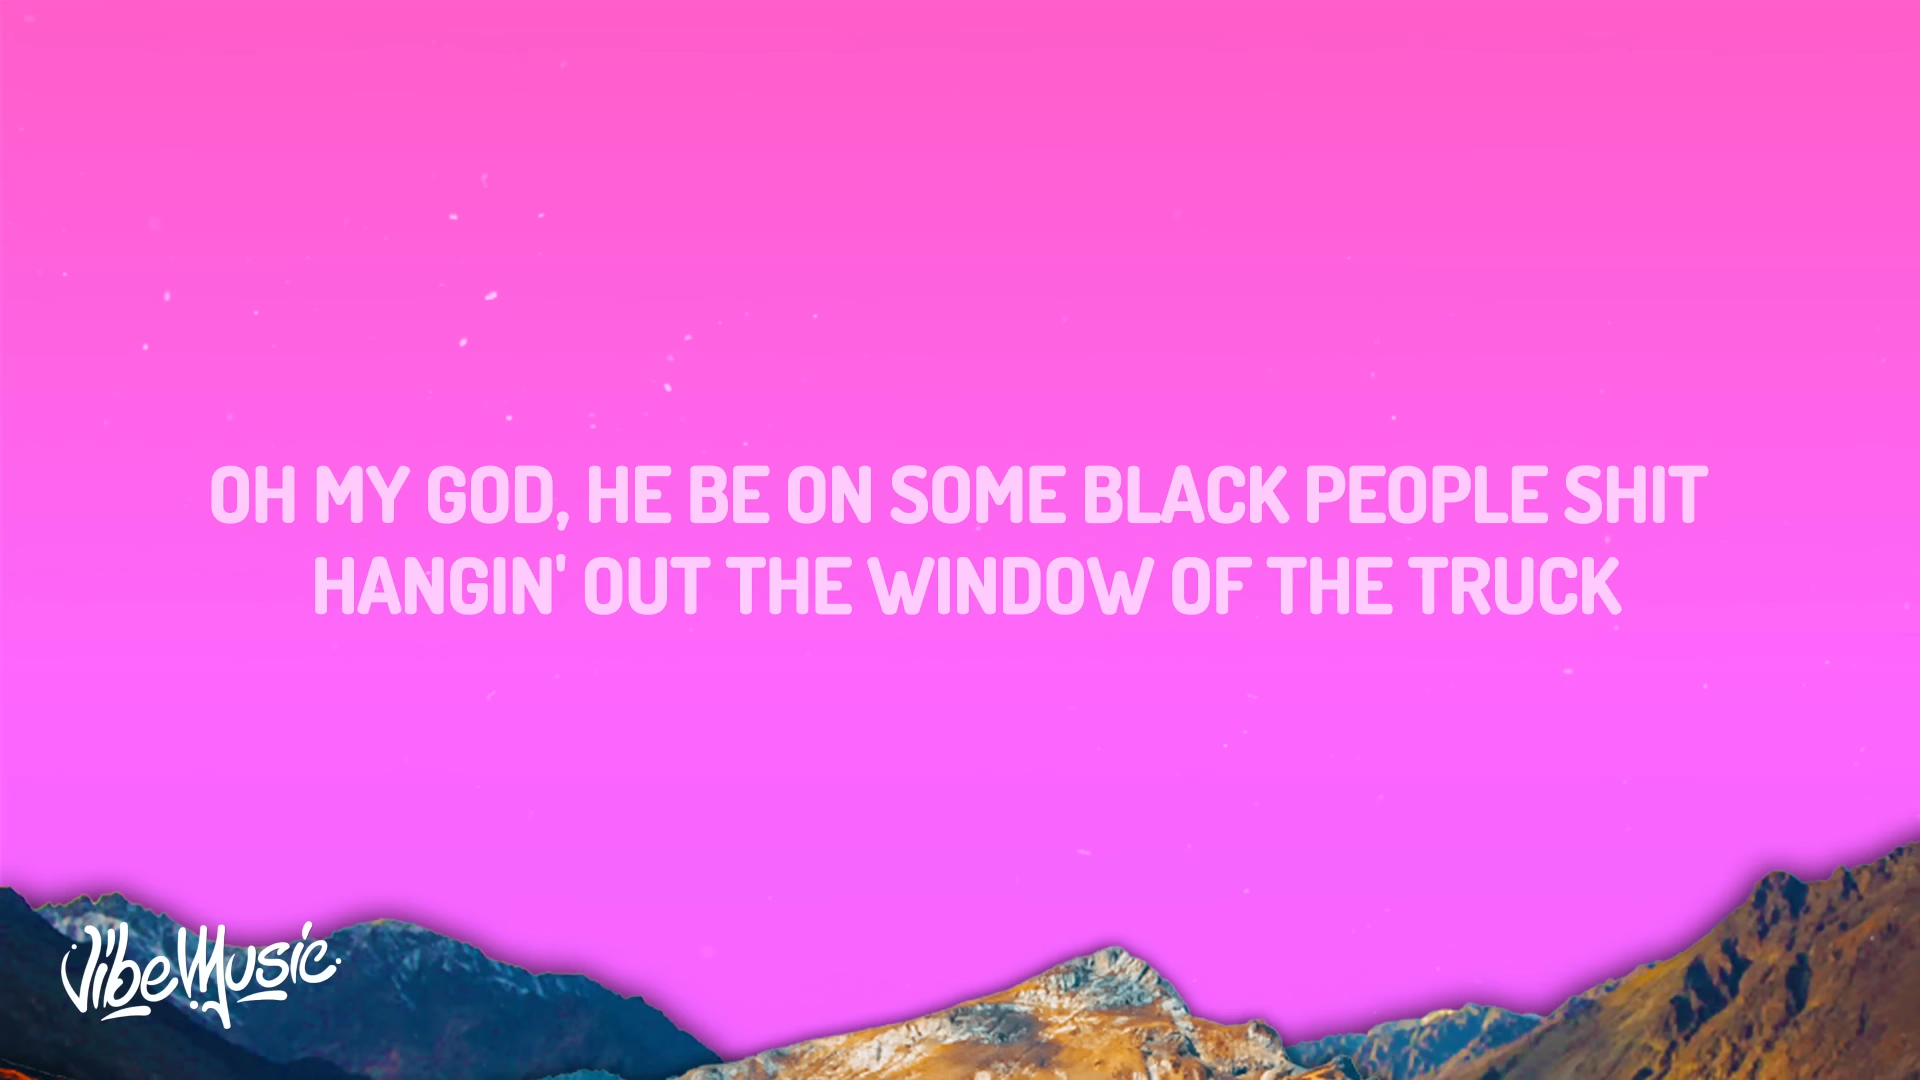 OH MY GOD, HE BE ON SOME BLACK PEOPLE SHIT
HANGIN' OUT THE WINDOW OF THE TRUCK
VibeMusic